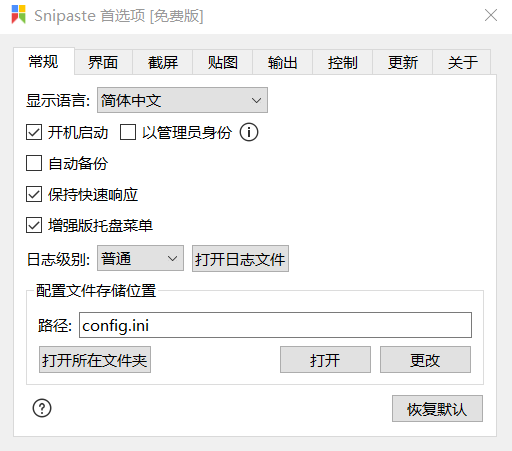 Snipaste 首选项 [免费版]
常规 界面 截屏 贴图 输出 控制 更新 关于
显示语言: 简体中文
开机启动 以管理员身份
自动备份
保持快速响应
增强版托盘菜单
日志级别: 普通 打开日志文件
配置文件存储位置
路径: config.ini
打开所在文件夹 打开 更改
恢复默认